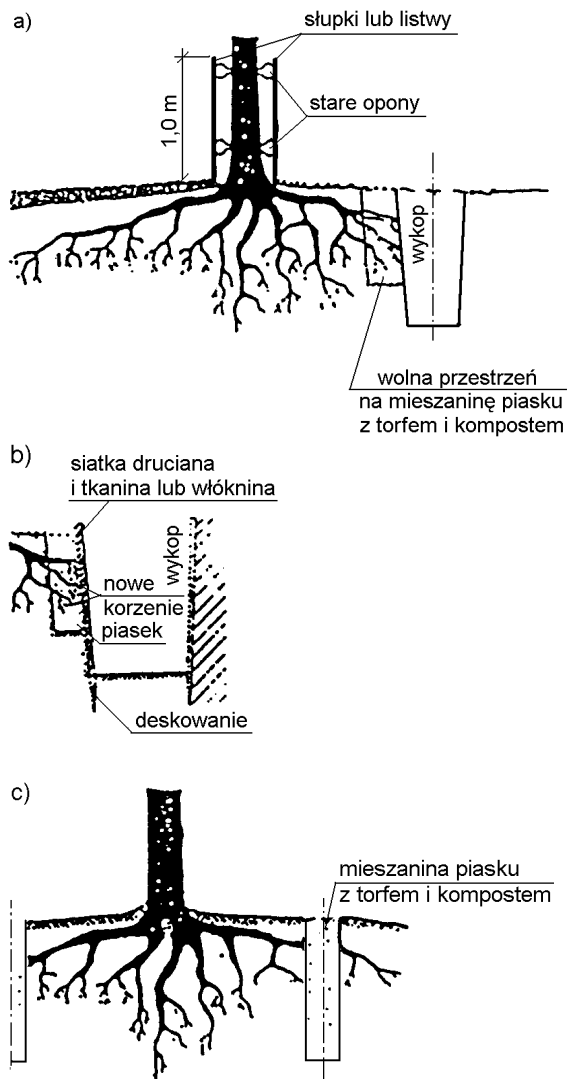 a)
słupki lub listwy
stare opony
1,0 m
wykop
wolna przestrzeń
na mieszaninę piasku
z torfem i kompostem
b)
siatka druciana
i tkanina lub włóknina
wykop
nowe
korzenie
piasek
deskowanie
c)
mieszanina piasku
z torfem i kompostem